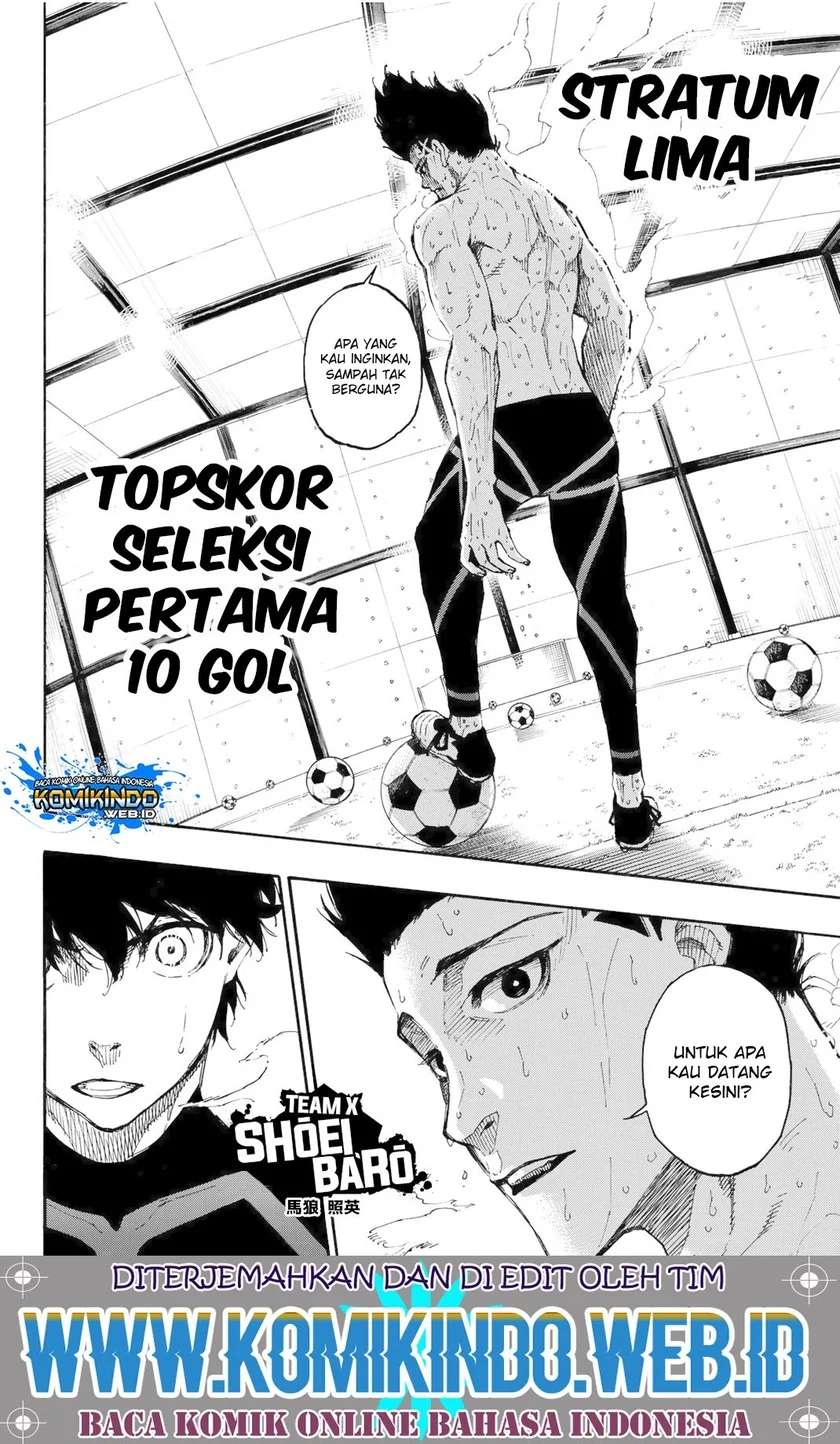 STRATUM
LIMA
APA YANG
KAU INGINKAN,
SAMPAH TAK
BERGUNA?
TOPSKOR
SELEKSI
PERTAMA
10 GOL
BACA KOMIK ONLINE BAHASA INDONESIA
KOMIKINDO
WEB.ID
UNTUK APA
KAU DATANG
KESINI?
TEAM X
SHŌEI
BARŌ
馬狼 照英
DITERJEMAHKAN DAN DI EDIT OLEH TIM
WWW.KOMIKINDO.WEB.ID
BACA KOMIK ONLINE BAHASA INDONESIA